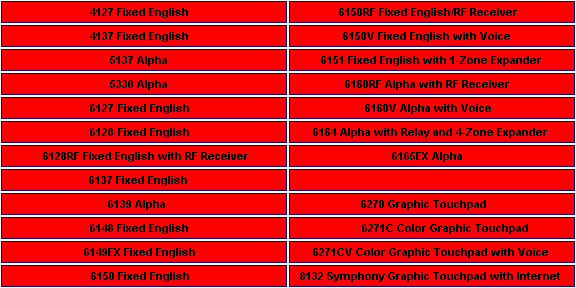 4127 Fixed English
6150RF Fixed English/RF Receiver
4137 Fixed English
6150V Fixed English with Voice
5137 Alpha
6151 Fixed English with 1-Zone Expander
5330 Alpha
6160RF Alpha with RF Receiver
6127 Fixed English
6160V Alpha with Voice
6128 Fixed English
6164 Alpha with Relay and 4-Zone Expander
6128RF Fixed English with RF Receiver
6165EX Alpha
6137 Fixed English
6139 Alpha
6270 Graphic Touchpad
6148 Fixed English
6271C Color Graphic Touchpad
6149EX Fixed English
6271CV Color Graphic Touchpad with Voice
6150 Fixed English
8132 Symphony Graphic Touchpad with Internet